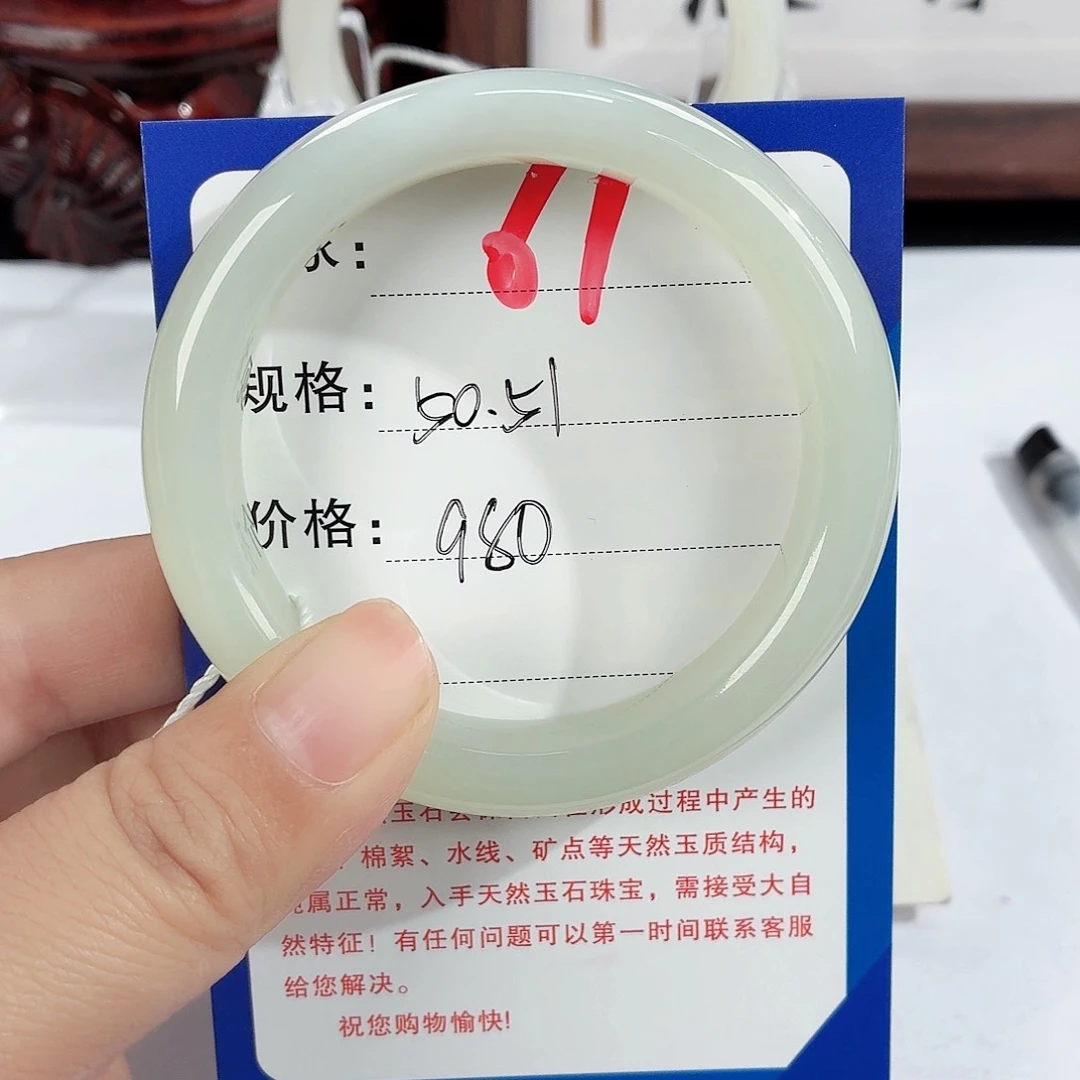 61
规格： 50.51
价格： 980
玉石会 形成过程中产生的
棉絮、水线、矿点等天然玉质结构，
属正常，入手天然玉石珠宝，需接受大自
然特征！有任何问题可以第一时间联系客服
给您解决。
祝您购物愉快!